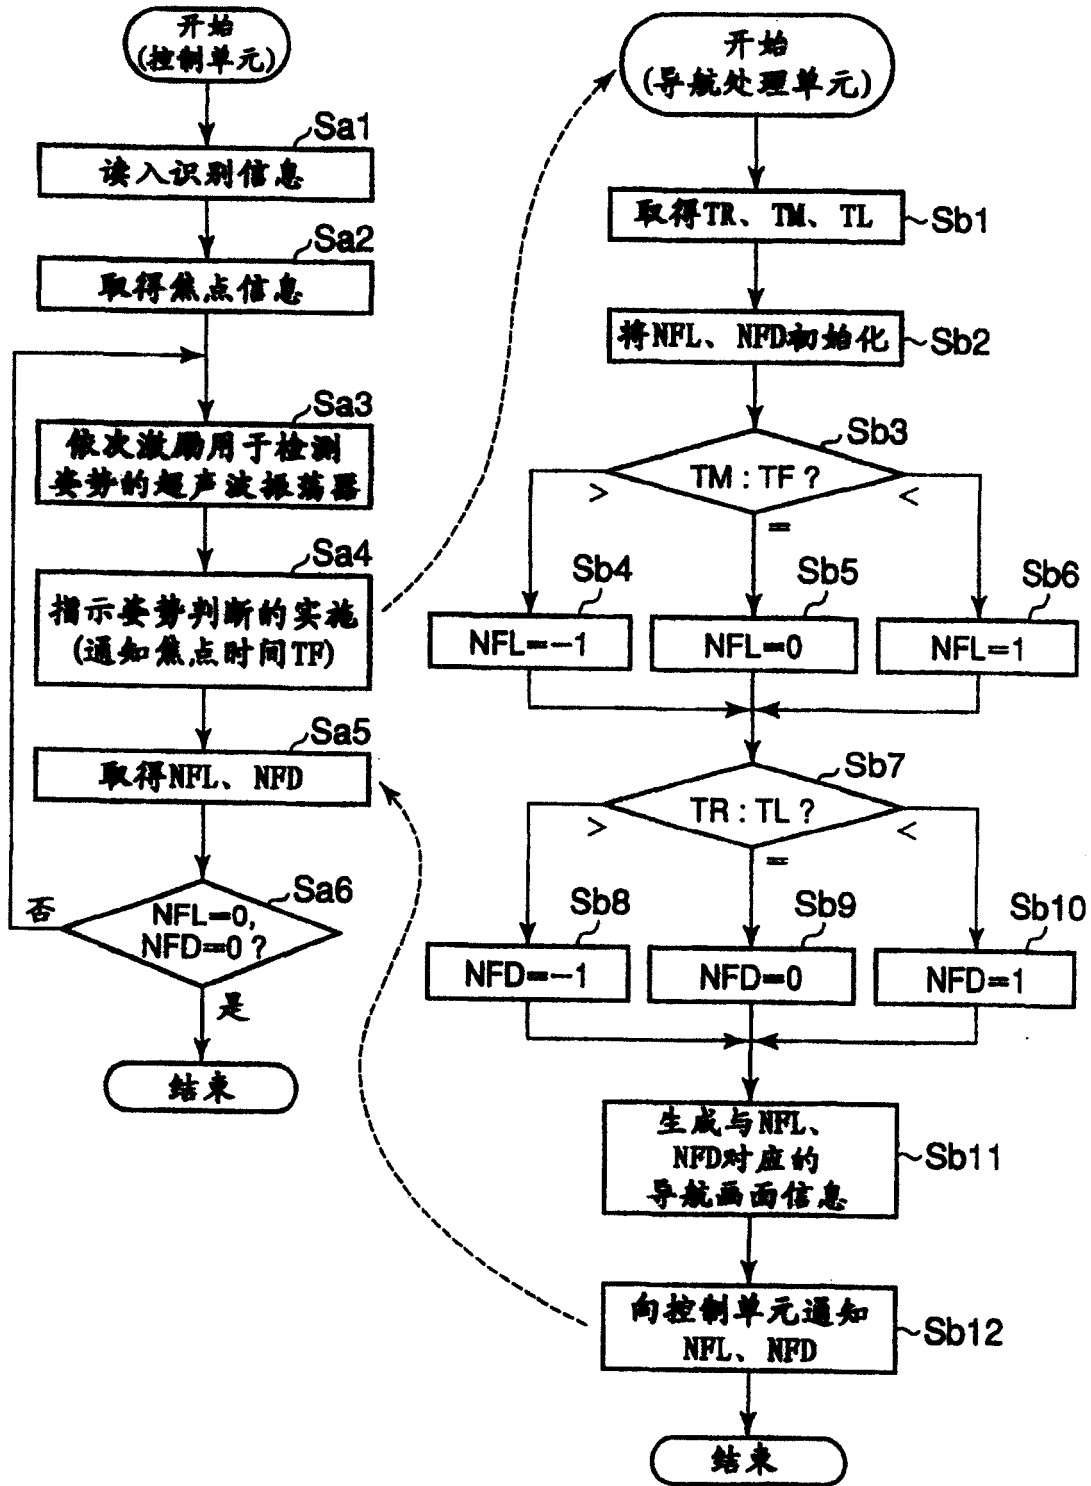 开始
(控制单元)
Sa1
读入识别信息
Sa2
取得焦点信息
Sa3
依次激励用于检测
姿势的超声波振荡器
Sa4
指示姿势判断的实施
(通知焦点时间TF)
Sa5
取得NFL、NFD
Sa6
NFL=0,
NFD=0?
否
是
结束
开始
(导航处理单元)
取得TR、TM、TL
Sb1
将NFL、NFD初始化
Sb2
Sb3
TM:TF?
>
=
<
Sb4
NFL=-1
Sb5
NFL=0
Sb6
NFL=1
Sb7
TR:TL?
>
=
<
Sb8
NFD=-1
Sb9
NFD=0
Sb10
NFD=1
生成与NFL、
NFD对应的
导航画面信息
Sb11
向控制单元通知
NFL、NFD
Sb12
结束